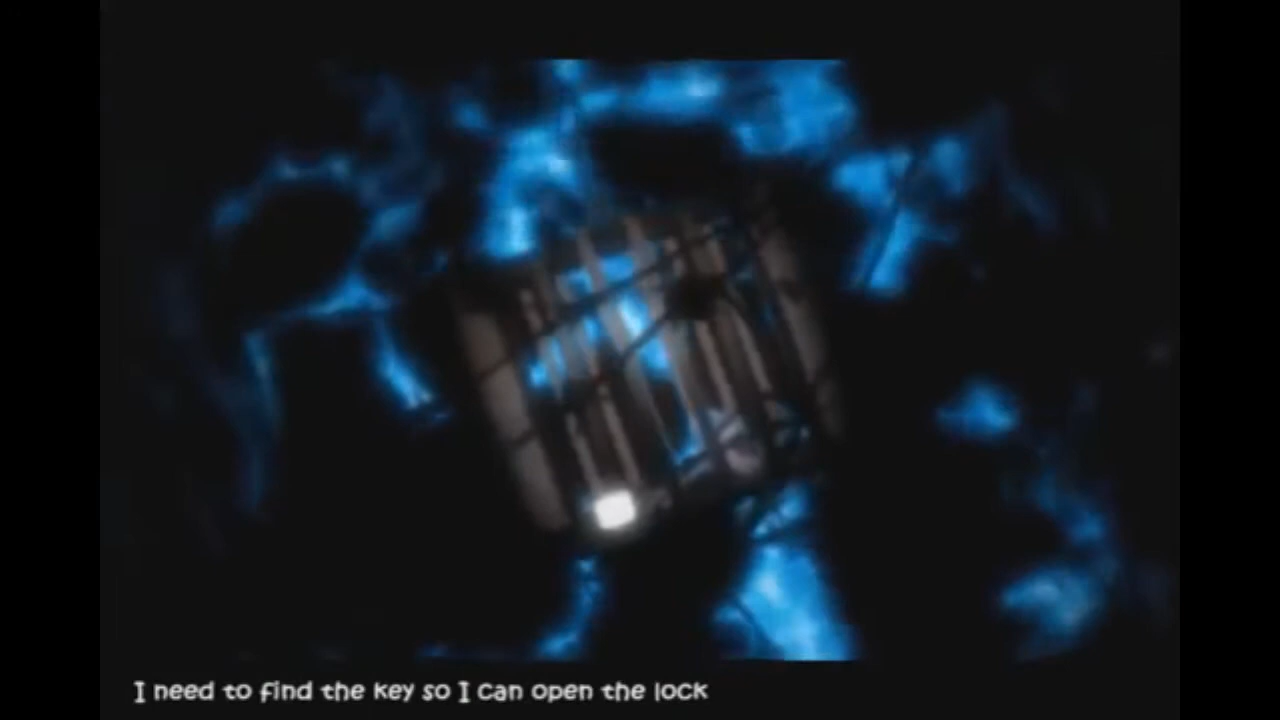 I need to find the key so I can open the lock